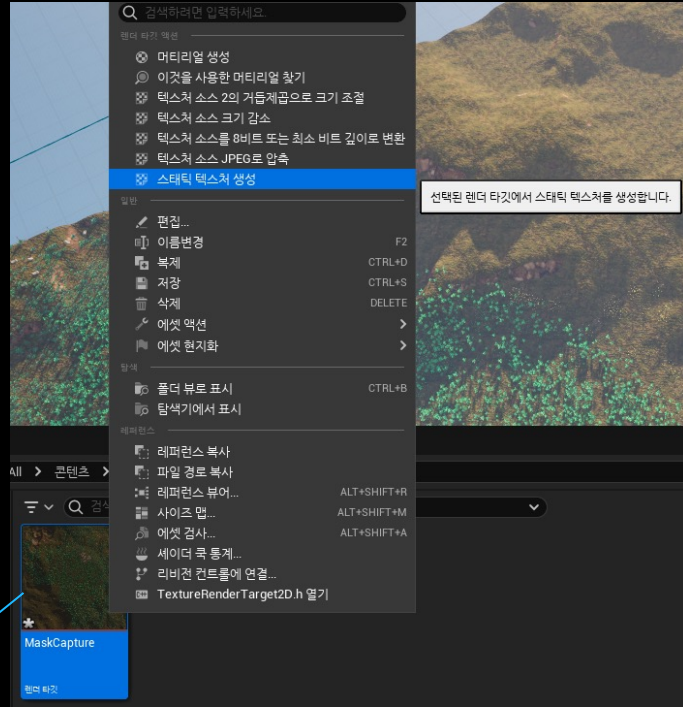 검색하려면 입력하세요.
렌더 타깃 액션
머티리얼 생성
이것을 사용한 머티리얼 찾기
텍스처 소스 2의 거듭제곱으로 크기 조절
텍스처 소스 크기 감소
텍스처 소스를 8비트 또는 최소 비트 깊이로 변환
텍스처 소스 JPEG로 압축
스태틱 텍스처 생성
선택된 렌더 타깃에서 스태틱 텍스처를 생성합니다.
일반
편집...
이름변경 F2
복제 CTRL+D
저장 CTRL+S
삭제 DELETE
에셋 액션
에셋 현지화
탐색
폴더 뷰로 표시 CTRL+B
탐색기에서 표시
레퍼런스
레퍼런스 복사
파일 경로 복사
All > 콘텐츠 >
레퍼런스 뷰어... ALT+SHIFT+R
사이즈 맵... ALT+SHIFT+M
에셋 검사... ALT+SHIFT+A
셰이더 쿡 통계...
리비전 컨트롤에 연결...
TextureRenderTarget2D.h 열기
MaskCapture
렌더 타깃